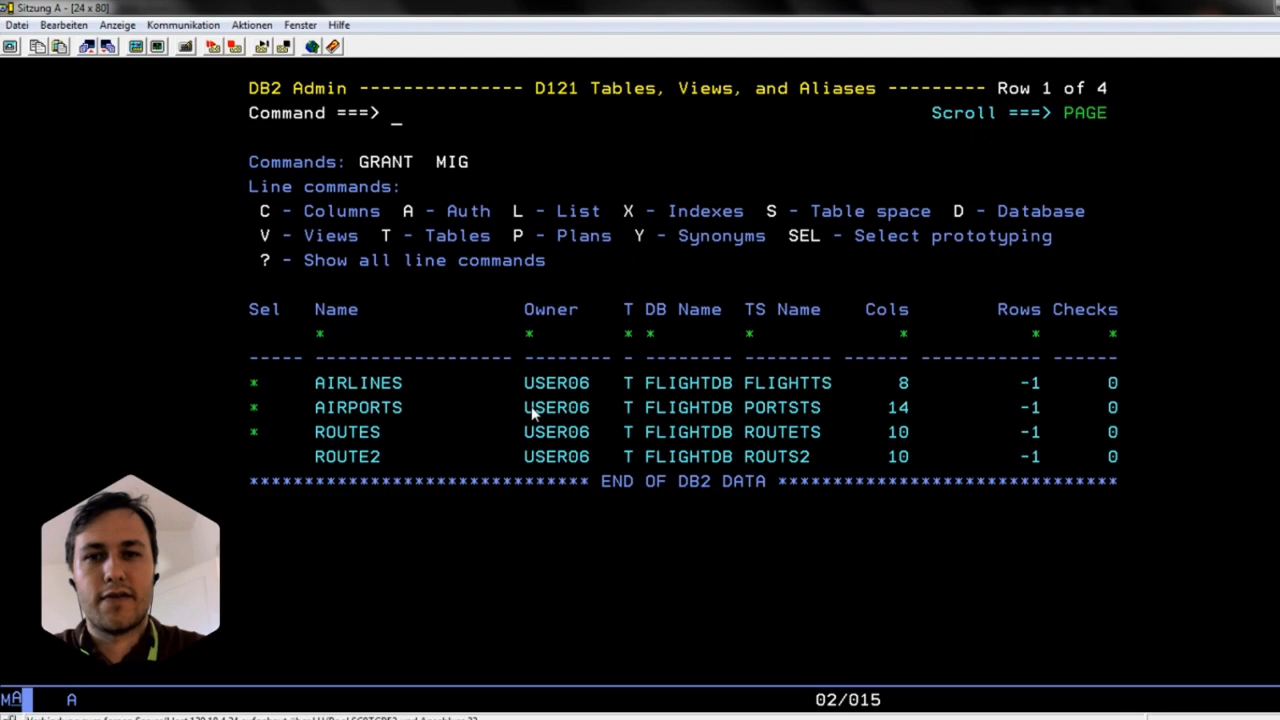 Sitzung A - [24 x 80]
Datei Bearbeiten Anzeige Kommunikation Aktionen Fenster Hilfe
DB2 Admin --------------- D121 Tables, Views, and Aliases --------- Row 1 of 4
Command ===> _ Scroll ===> PAGE
Commands: GRANT MIG
Line commands:
C - Columns A - Auth L - List X - Indexes S - Table space D - Database
V - Views T - Tables P - Plans Y - Synonyms SEL - Select prototyping
? - Show all line commands
Sel Name Owner T DB Name TS Name Cols Rows Checks
* * * * * * * *
----- ------------------ -------- - -------- -------- ------ ----------- ------
* AIRLINES USER06 T FLIGHTDB FLIGHTTS 8 -1 0
* AIRPORTS USER06 T FLIGHTDB PORTSTS 14 -1 0
* ROUTES USER06 T FLIGHTDB ROUTETS 10 -1 0
ROUTE2 USER06 T FLIGHTDB ROUTS2 10 -1 0
******************************* END OF DB2 DATA *******************************
MA A 02/015